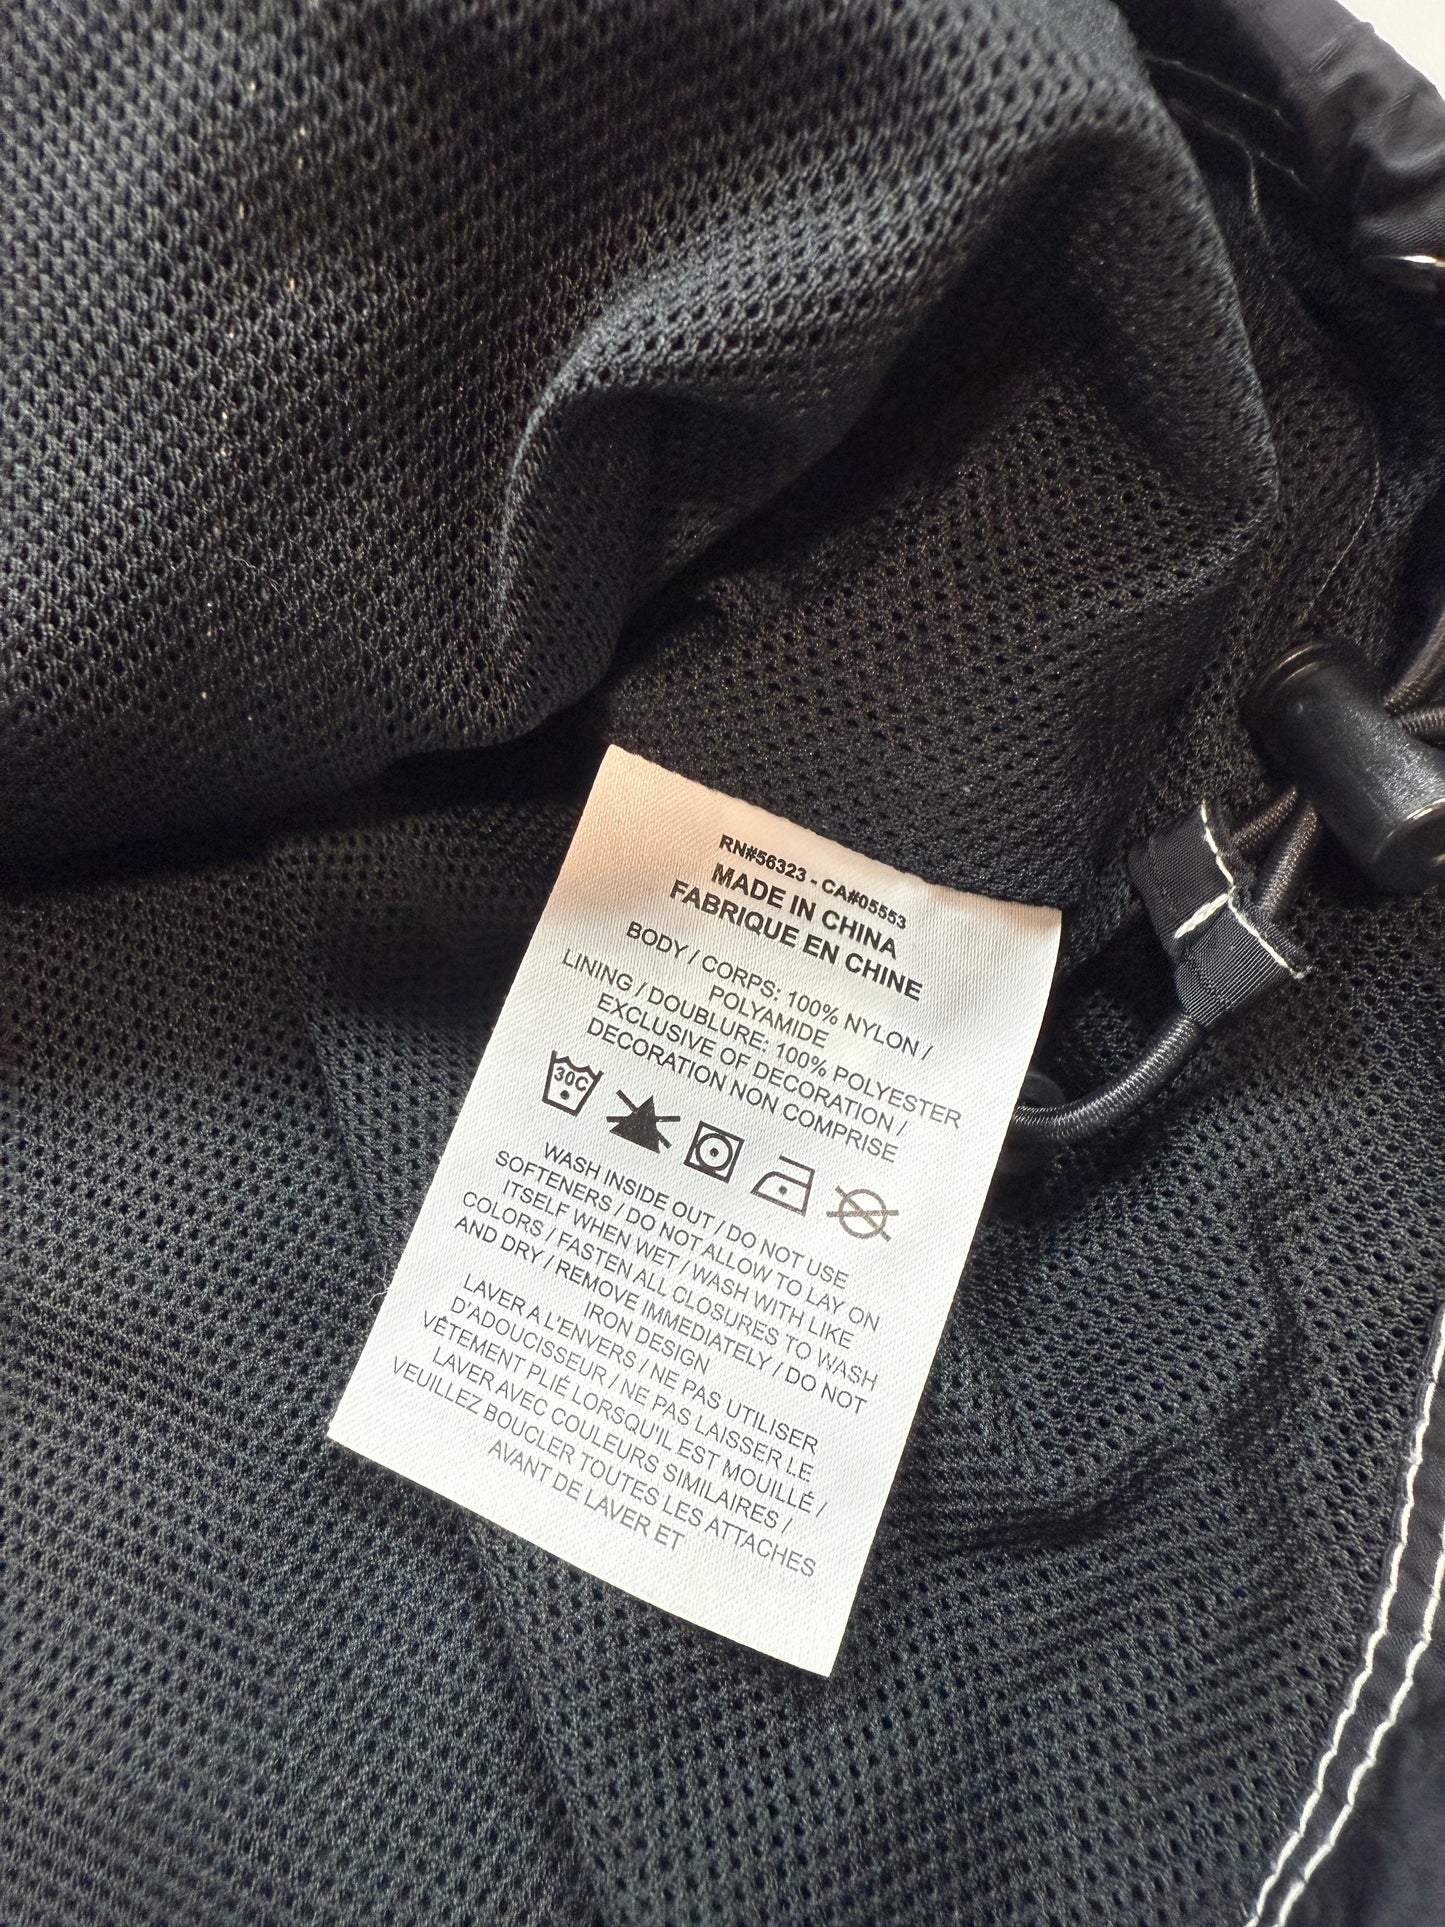 RN#56323 - CA#05553
MADE IN CHINA
FABRIQUE EN CHINE
BODY / CORPS: 100% NYLON /
POLYAMIDE
LINING / DOUBLURE: 100% POLYESTER
EXCLUSIVE OF DECORATION /
DECORATION NON COMPRISE
30C
WASH INSIDE OUT / DO NOT USE
SOFTENERS / DO NOT ALLOW TO LAY ON
ITSELF WHEN WET / WASH WITH LIKE
COLORS / FASTEN ALL CLOSURES TO WASH
AND DRY / REMOVE IMMEDIATELY / DO NOT
IRON DESIGN
LAVER A L'ENVERS / NE PAS UTILISER
D'ADOUCISSEUR / NE PAS LAISSER LE
VÊTEMENT PLIÉ LORSQU'IL EST MOUILLÉ /
LAVER AVEC COULEURS SIMILAIRES /
VEUILLEZ BOUCLER TOUTES LES ATTACHES
AVANT DE LAVER ET